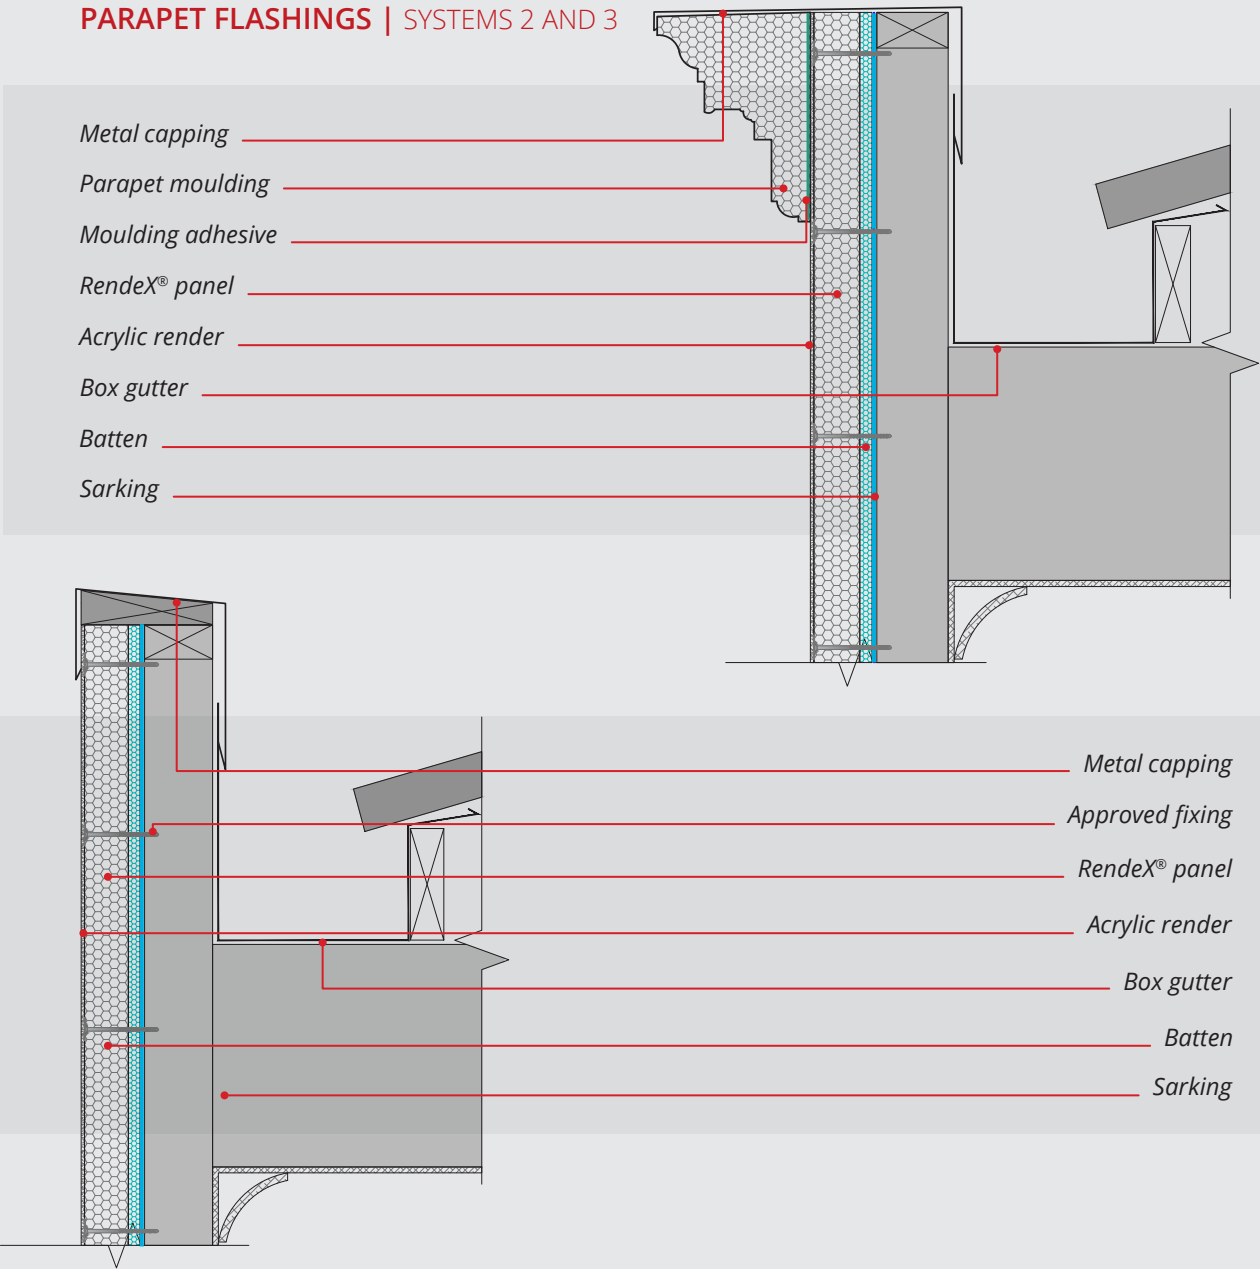 PARAPET FLASHINGS | SYSTEMS 2 AND 3
Metal capping
Parapet moulding
Moulding adhesive
RendeX® panel
Acrylic render
Box gutter
Batten
Sarking
Metal capping
Approved fixing
RendeX® panel
Acrylic render
Box gutter
Batten
Sarking